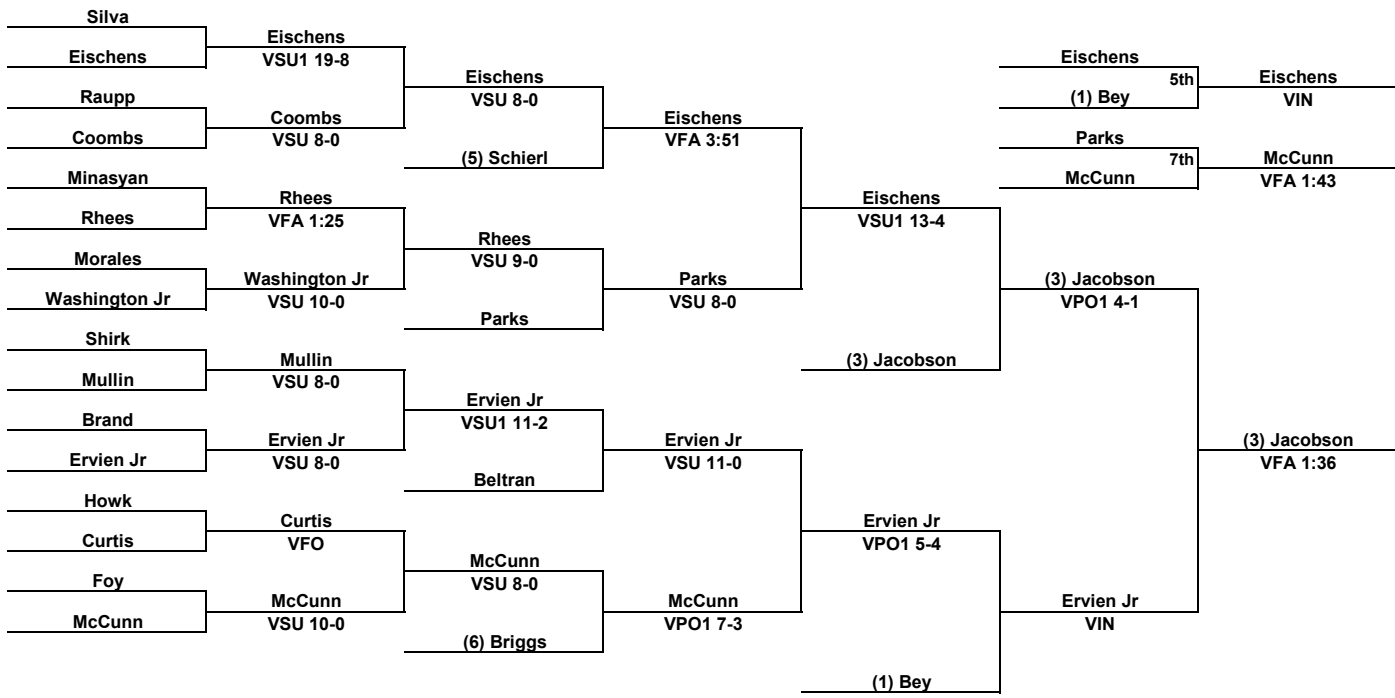 Silva
Eischens
Raupp
Coombs
Minasyan
Rhees
Morales
Washington Jr
Shirk
Mullin
Brand
Ervien Jr
Howk
Curtis
Foy
McCunn
Eischens
VSU1 19-8
Coombs
VSU 8-0
Rhees
VFA 1:25
Washington Jr
VSU 10-0
Mullin
VSU 8-0
Ervien Jr
VSU 8-0
Curtis
VFO
McCunn
VSU 10-0
Eischens
VSU 8-0
(5) Schierl
Rhees
VSU 9-0
Parks
Ervien Jr
VSU1 11-2
Beltran
McCunn
VSU 8-0
(6) Briggs
Eischens
VFA 3:51
Parks
VSU 8-0
Ervien Jr
VSU 11-0
McCunn
VPO1 7-3
Eischens
VSU1 13-4
(3) Jacobson
Ervien Jr
VPO1 5-4
(1) Bey
(3) Jacobson
VPO1 4-1
Ervien Jr
VIN
(3) Jacobson
VFA 1:36
Eischens
5th
(1) Bey
Eischens
VIN
Parks
7th
McCunn
McCunn
VFA 1:43